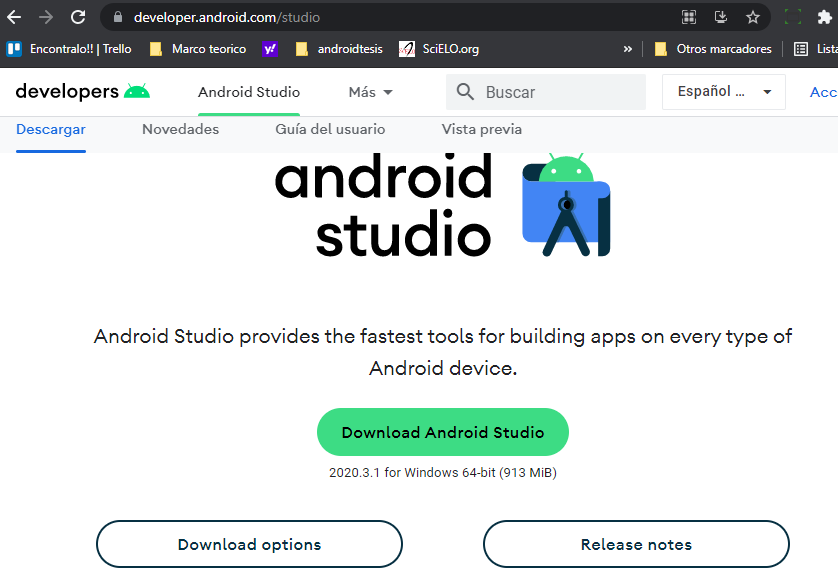 developer.android.com/studio
Encontralo!! | Trello Marco teorico y! androidtesis SciELO.org » Otros marcadores Lista
developers Android Studio Más Buscar Español ... Acc
Descargar Novedades Guía del usuario Vista previa
android
studio
Android Studio provides the fastest tools for building apps on every type of
Android device.
Download Android Studio
2020.3.1 for Windows 64-bit (913 MiB)
Download options Release notes